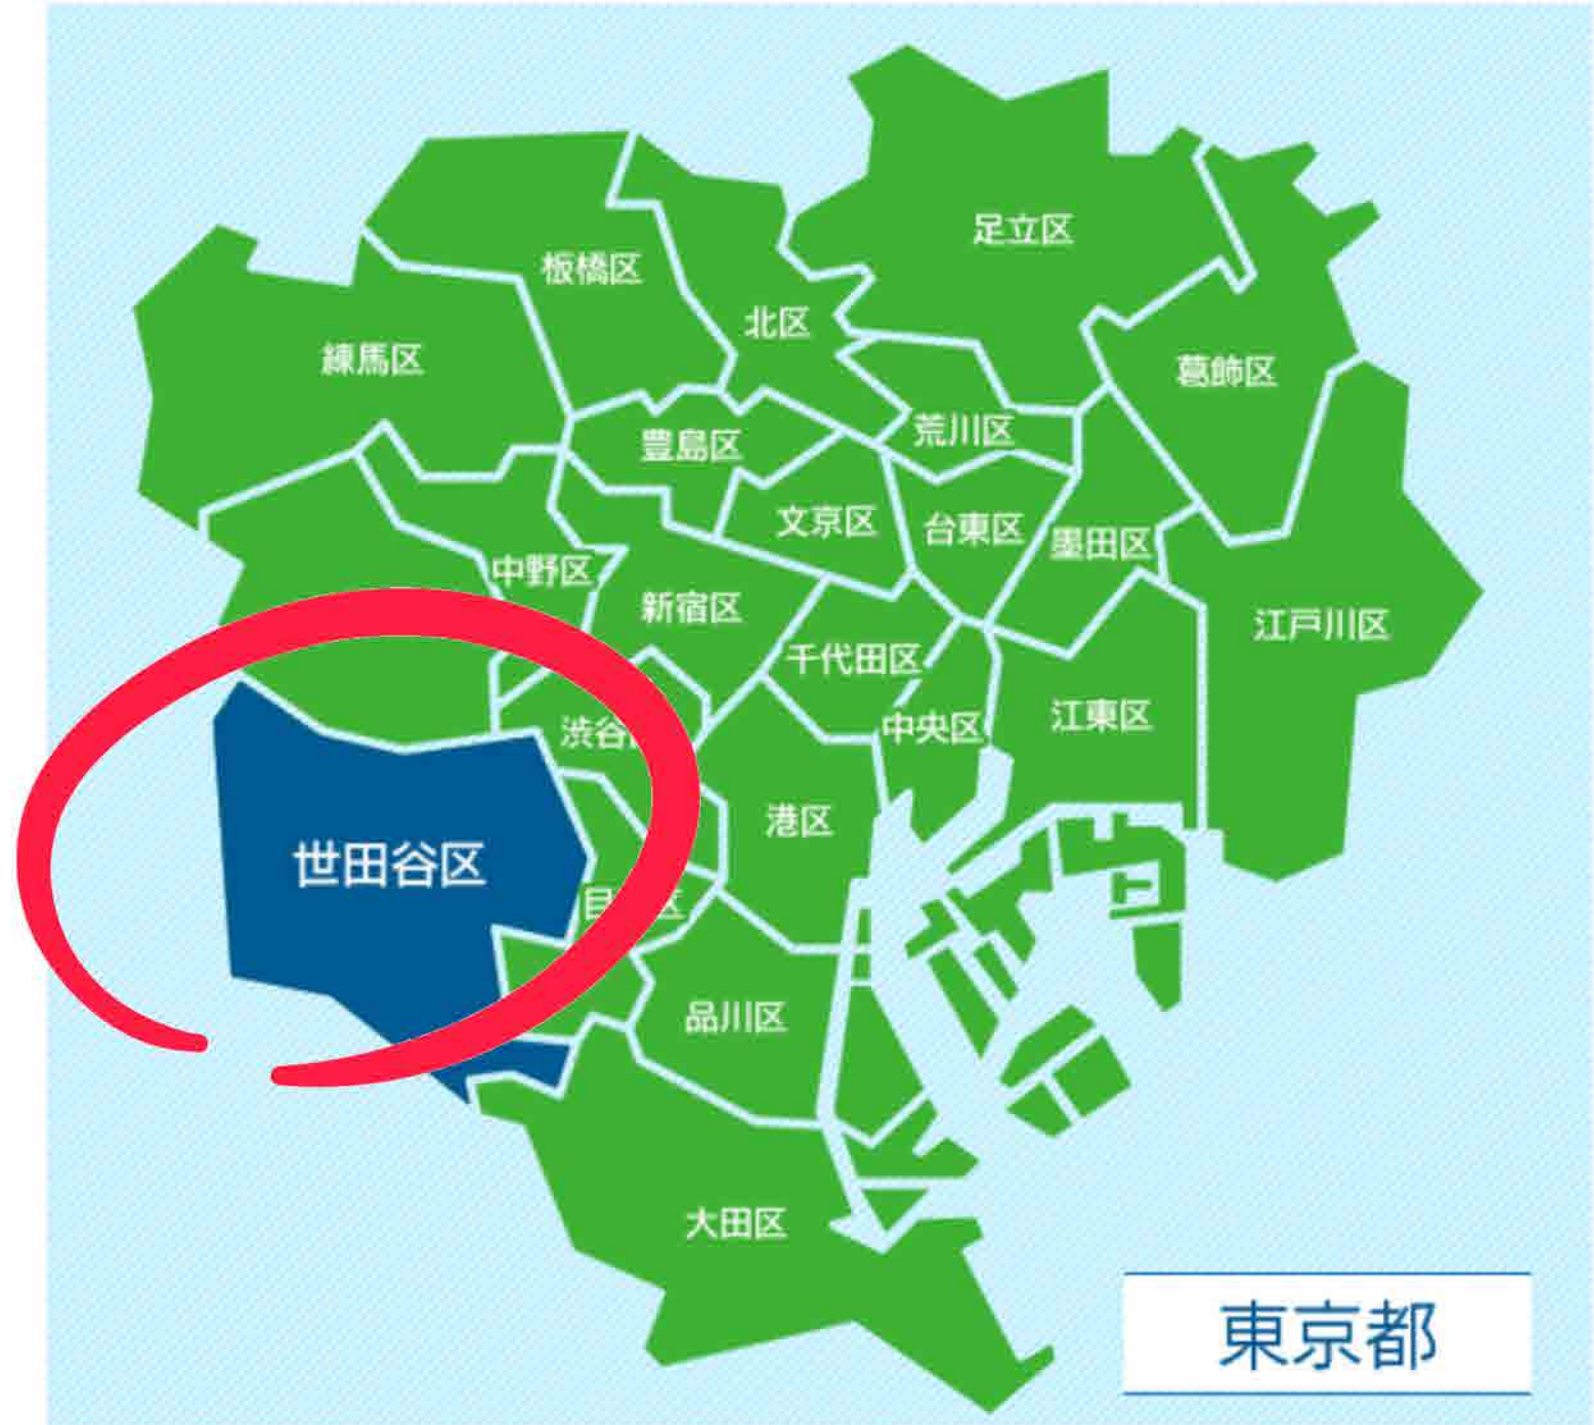 足立区
板橋区
北区
練馬区
葛飾区
荒川区
豊島区
文京区
台東区
墨田区
中野区
新宿区
江戸川区
千代田区
渋谷
中央区
江東区
港区
世田谷区
品川区
大田区
東京都